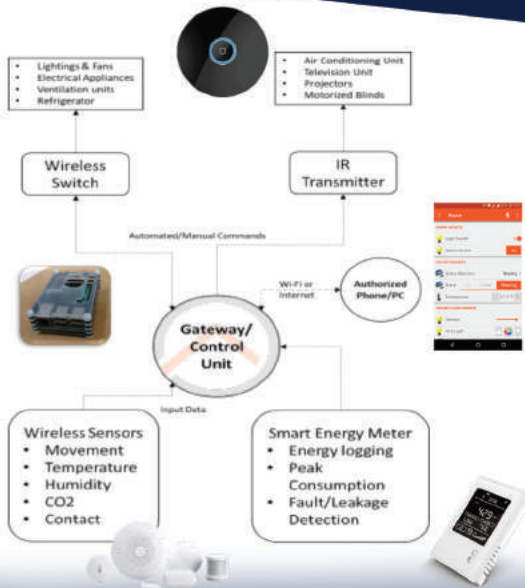 Lightings & Fans
Electrical Appliances
Ventilation units
Refrigerator
Air Conditioning Unit
Television Unit
Projectors
Motorized Blinds
Wireless
Switch
IR
Transmitter
Automated/Manual Commands
Wi-Fi or
Internet
Authorized
Phone/PC
Gateway/
Control
Unit
Input Data
Wireless Sensors
Movement
Temperature
Humidity
CO2
Contact
Smart Energy Meter
Energy logging
Peak
Consumption
Fault/Leakage
Detection